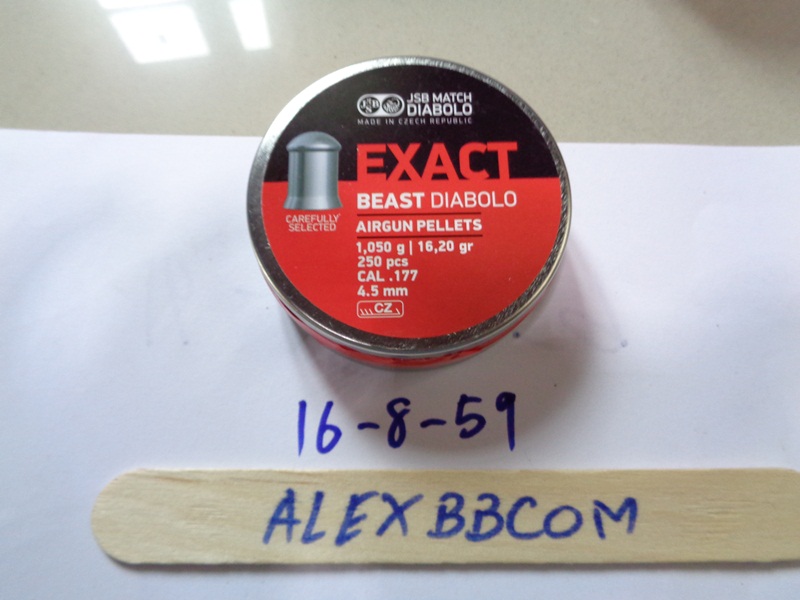 JSB
JSB MATCH
DIABOLO
MADE IN CZECH REPUBLIC
EXACT
BEAST DIABOLO
CAREFULLY
SELECTED
AIRGUN PELLETS
1,050 g | 16,20 gr
250 pcs
CAL .177
4.5 mm
CZ
16-8-59
ALEXBBCOM